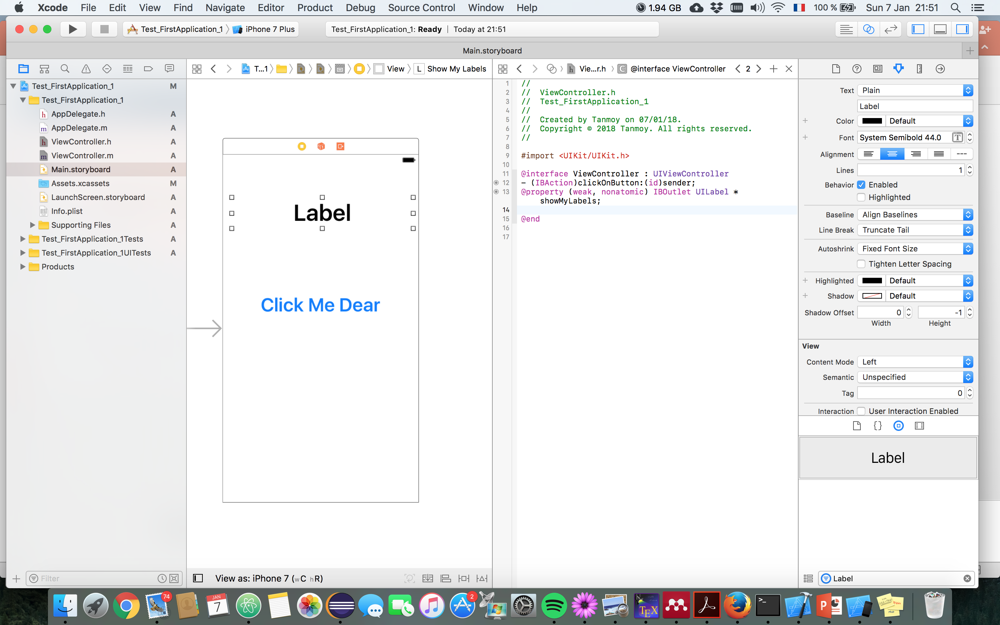 Xcode File Edit View Find Navigate Editor Product Debug Source Control Window Help 1.94 GB 100 % Sun 7 Jan 21:51
Test_FirstApplication_1 iPhone 7 Plus
Test_FirstApplication_1: Ready | Today at 21:51
Main.storyboard
T...1 View L Show My Labels
h Vie...r.h C @interface ViewController 2
Test_FirstApplication_1 M
Test_FirstApplication_1
h AppDelegate.h A
m AppDelegate.m A
h ViewController.h A
m ViewController.m A
Main.storyboard A
Assets.xcassets M
LaunchScreen.storyboard A
Info.plist A
Supporting Files A
Test_FirstApplication_1Tests A
Test_FirstApplication_1UITests A
Products
Filter
Label
Click Me Dear
View as: iPhone 7 (wC hR)
1 //
2 // ViewController.h
3 // Test_FirstApplication_1
4 //
5 // Created by Tanmoy on 07/01/18.
6 // Copyright © 2018 Tanmoy. All rights reserved.
7 //
8
9 #import <UIKit/UIKit.h>
10
11 @interface ViewController : UIViewController
12 - (IBAction)clickOnButton:(id)sender;
13 @property (weak, nonatomic) IBOutlet UILabel *
showMyLabels;
14
15 @end
16
17
Text Plain
Label
Color Default
Font System Semibold 44.0 T
Alignment
Lines 1
Behavior Enabled
Highlighted
Baseline Align Baselines
Line Break Truncate Tail
Autoshrink Fixed Font Size
Tighten Letter Spacing
Highlighted Default
Shadow Default
Shadow Offset 0 -1
Width Height
View
Content Mode Left
Semantic Unspecified
Tag 0
Interaction User Interaction Enabled
{}
Label
Label
74
JAN
7
2
TEX
>_
P